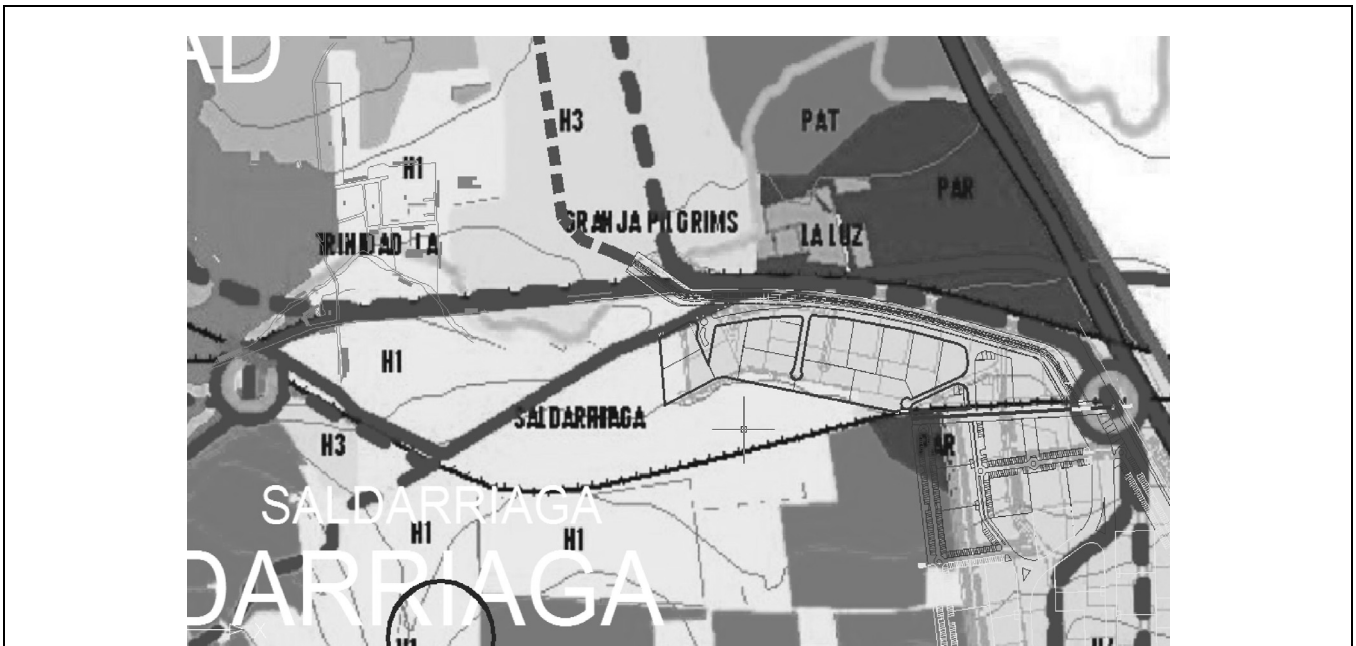 AD
H3
PAT
H1
PAR
GRANJA PILGRIMS
TRINIDAD LA
LA LUZ
H1
SALDARRIAGA
H3
PAR
SALDARRIAGA
H1
H1
DARRIAGA